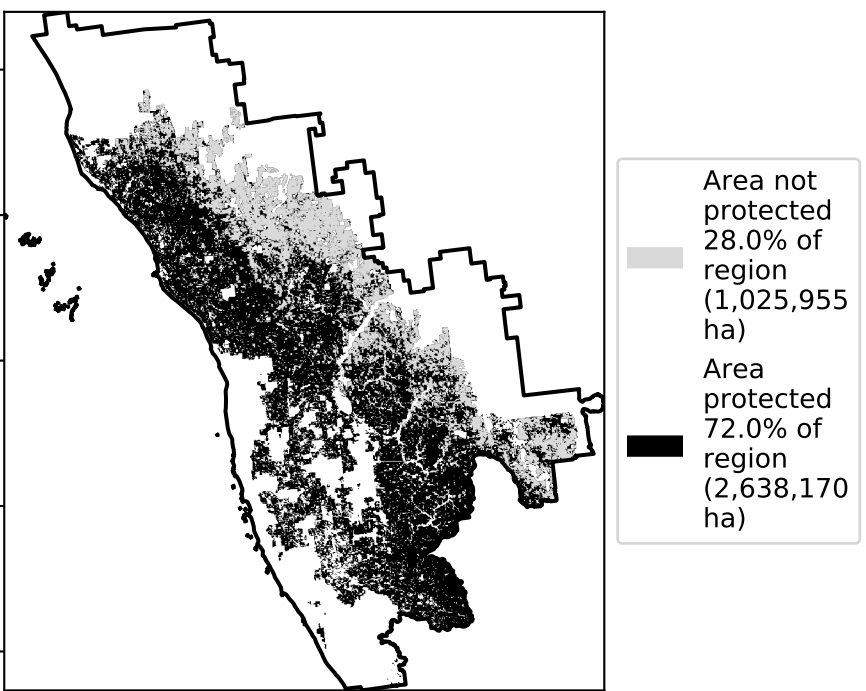 Area not
protected
28.0% of
region
(1,025,955
ha)
Area
protected
72.0% of
region
(2,638,170
ha)